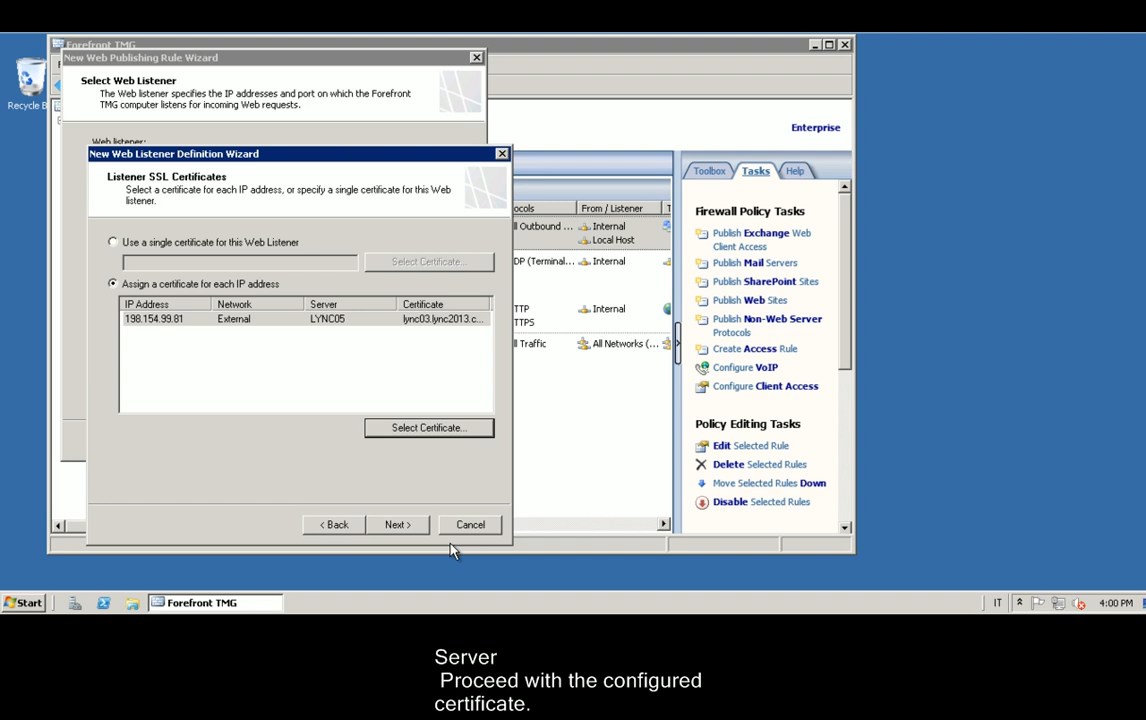 Forefront TMG
New Web Publishing Rule Wizard
Select Web Listener
The Web listener specifies the IP addresses and port on which the Forefront
TMG computer listens for incoming Web requests.
Web listener:
Recycle B
New Web Listener Definition Wizard
Listener SSL Certificates
Select a certificate for each IP address, or specify a single certificate for this Web
listener.
Use a single certificate for this Web Listener
Select Certificate...
Assign a certificate for each IP address
IP Address Network Server Certificate
198.154.99.81 External LYNC05 lync03.lync2013.c...
Select Certificate...
< Back Next > Cancel
ocols From / Listener T
ll Outbound ... Internal
Local Host
DP (Terminal... Internal
TTP Internal
TTPS
ll Traffic All Networks (...
Enterprise
Toolbox Tasks Help
Firewall Policy Tasks
Publish Exchange Web
Client Access
Publish Mail Servers
Publish SharePoint Sites
Publish Web Sites
Publish Non-Web Server
Protocols
Create Access Rule
Configure VoIP
Configure Client Access
Policy Editing Tasks
Edit Selected Rule
Delete Selected Rules
Move Selected Rules Down
Disable Selected Rules
Start Forefront TMG IT 4:00 PM
Server
Proceed with the configured
certificate.